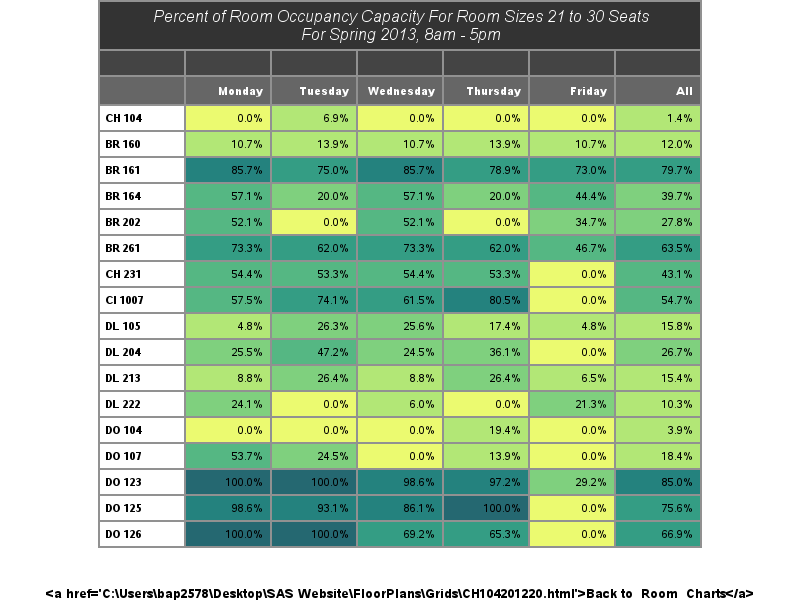 Percent of Room Occupancy Capacity For Room Sizes 21 to 30 Seats
For Spring 2013, 8am - 5pm
Monday Tuesday Wednesday Thursday Friday All
CH 104 0.0% 6.9% 0.0% 0.0% 0.0% 1.4%
BR 160 10.7% 13.9% 10.7% 13.9% 10.7% 12.0%
BR 161 85.7% 75.0% 85.7% 78.9% 73.0% 79.7%
BR 164 57.1% 20.0% 57.1% 20.0% 44.4% 39.7%
BR 202 52.1% 0.0% 52.1% 0.0% 34.7% 27.8%
BR 261 73.3% 62.0% 73.3% 62.0% 46.7% 63.5%
CH 231 54.4% 53.3% 54.4% 53.3% 0.0% 43.1%
CI 1007 57.5% 74.1% 61.5% 80.5% 0.0% 54.7%
DL 105 4.8% 26.3% 25.6% 17.4% 4.8% 15.8%
DL 204 25.5% 47.2% 24.5% 36.1% 0.0% 26.7%
DL 213 8.8% 26.4% 8.8% 26.4% 6.5% 15.4%
DL 222 24.1% 0.0% 6.0% 0.0% 21.3% 10.3%
DO 104 0.0% 0.0% 0.0% 19.4% 0.0% 3.9%
DO 107 53.7% 24.5% 0.0% 13.9% 0.0% 18.4%
DO 123 100.0% 100.0% 98.6% 97.2% 29.2% 85.0%
DO 125 98.6% 93.1% 86.1% 100.0% 0.0% 75.6%
DO 126 100.0% 100.0% 69.2% 65.3% 0.0% 66.9%
<a href='C:\Users\bap2578\Desktop\SAS Website\FloorPlans\Grids\CH104201220.html'>Back to Room Charts</a>